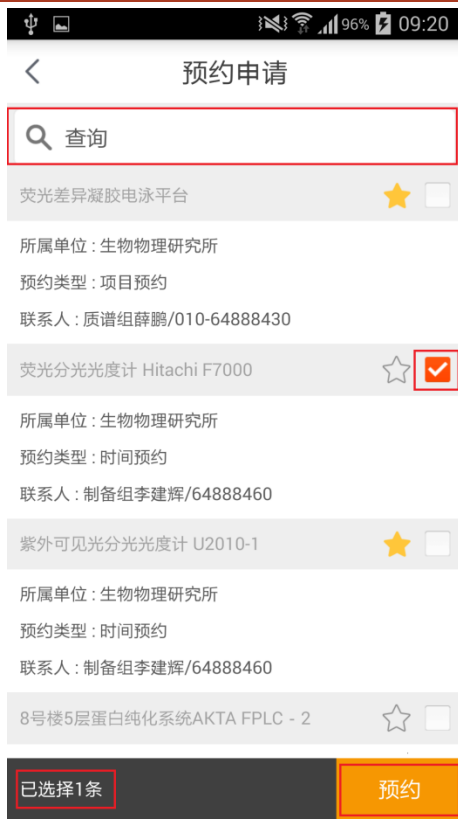 96% 09:20
预约申请
查询
荧光差异凝胶电泳平台
所属单位 : 生物物理研究所
预约类型 : 项目预约
联系人 : 质谱组薛鹏/010-64888430
荧光分光光度计 Hitachi F7000
所属单位 : 生物物理研究所
预约类型 : 时间预约
联系人 : 制备组李建辉/64888460
紫外可见光分光光度计 U2010-1
所属单位 : 生物物理研究所
预约类型 : 时间预约
联系人 : 制备组李建辉/64888460
8号楼5层蛋白纯化系统AKTA FPLC - 2
已选择1条
预约